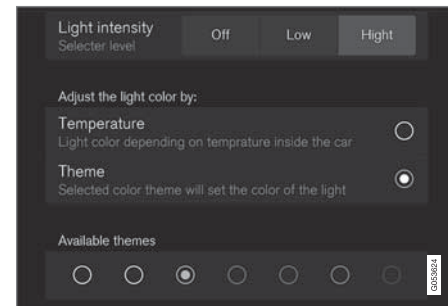 Light intensity
Selecter level
Off Low Hight
Adjust the light color by:
Temperature
Light color depending on temprature inside the car
Theme
Selected color theme will set the color of the light
Available themes
G053624